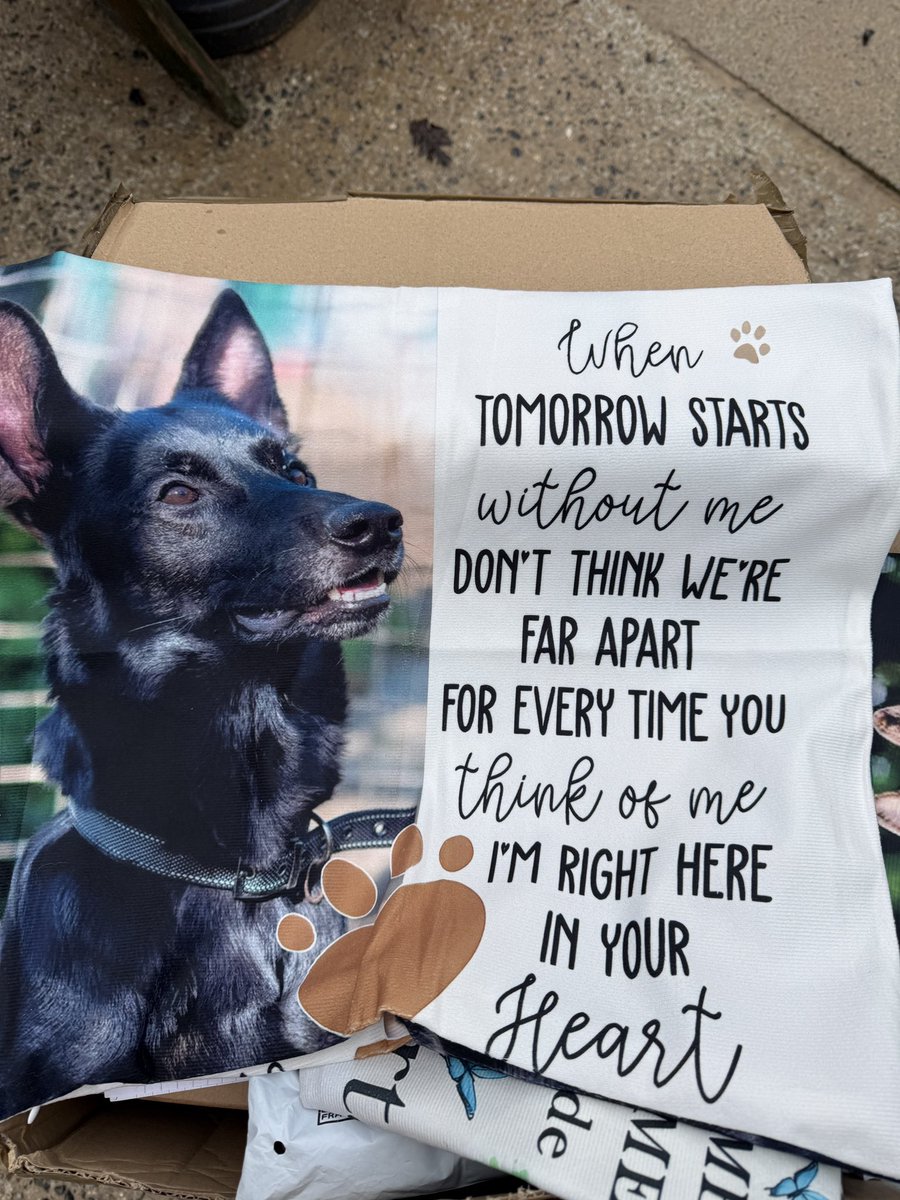 When
TOMORROW STARTS
without me
DON'T THINK WE'RE
FAR APART
FOR EVERY TIME YOU
think of me
I'M RIGHT HERE
IN YOUR
Heart